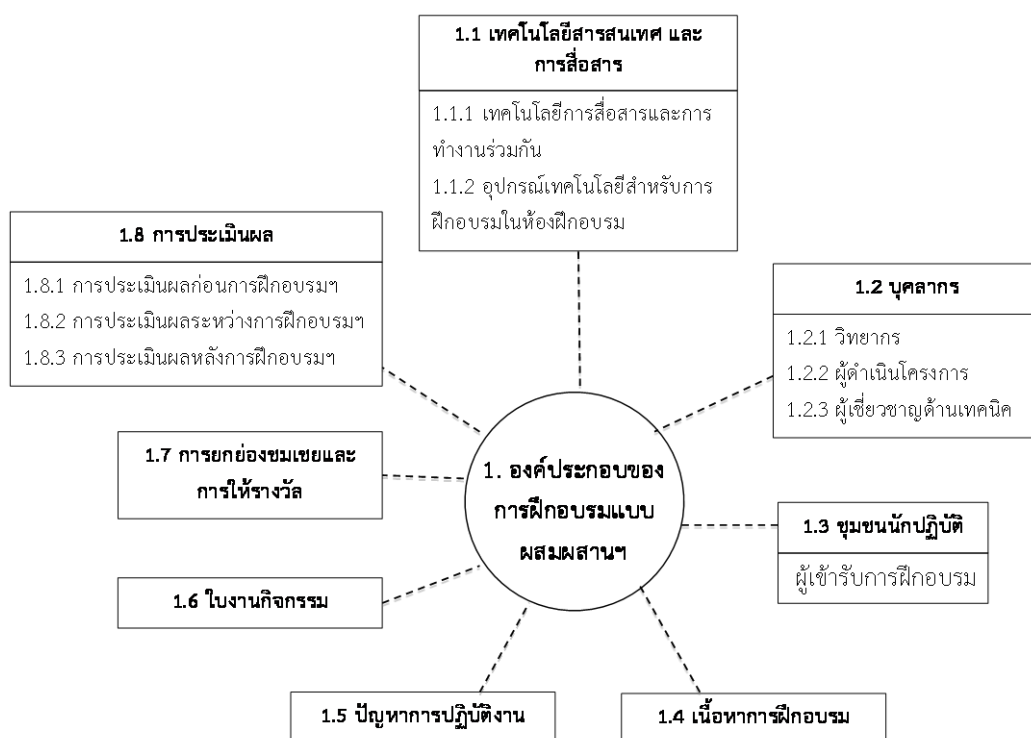 1.1 เทคโนโลยีสารสนเทศ และ
การสื่อสาร
1.1.1 เทคโนโลยีการสื่อสารและการ
ทำงานร่วมกัน
1.1.2 อุปกรณ์เทคโนโลยีสำหรับการ
ฝึกอบรมในห้องฝึกอบรม
1.2 บุคลากร
1.2.1 วิทยากร
1.2.2 ผู้ดำเนินโครงการ
1.2.3 ผู้เชี่ยวชาญด้านเทคนิค
1.3 ชุมชนนักปฏิบัติ
ผู้เข้ารับการฝึกอบรม
1.4 เนื้อหาการฝึกอบรม
1.5 ปัญหาการปฏิบัติงาน
1.6 ใบงานกิจกรรม
1.7 การยกย่องชมเชยและ
การให้รางวัล
1.8 การประเมินผล
1.8.1 การประเมินผลก่อนการฝึกอบรมฯ
1.8.2 การประเมินผลระหว่างการฝึกอบรมฯ
1.8.3 การประเมินผลหลังการฝึกอบรมฯ
1. องค์ประกอบของ
การฝึกอบรมแบบ
ผสมผสานฯ